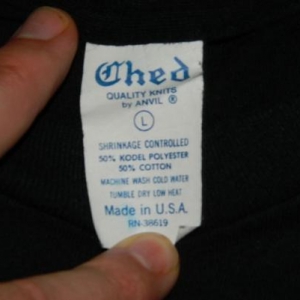 Ched
QUALITY KNITS
by ANVIL ®
L
SHRINKAGE CONTROLLED
50% KODEL POLYESTER
50% COTTON
MACHINE WASH COLD WATER
TUMBLE DRY LOW HEAT
Made in U.S.A.
RN-38619